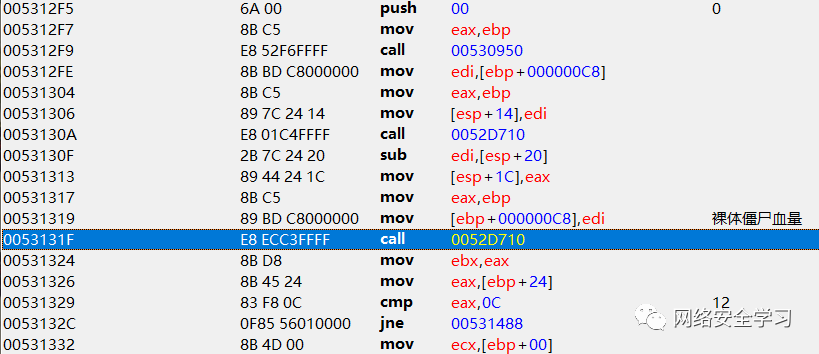 005312F5 6A 00 push 00 0
005312F7 8B C5 mov eax,ebp
005312F9 E8 52F6FFFF call 00530950
005312FE 8B BD C8000000 mov edi,[ebp+000000C8]
00531304 8B C5 mov eax,ebp
00531306 89 7C 24 14 mov [esp+14],edi
0053130A E8 01C4FFFF call 0052D710
0053130F 2B 7C 24 20 sub edi,[esp+20]
00531313 89 44 24 1C mov [esp+1C],eax
00531317 8B C5 mov eax,ebp
00531319 89 BD C8000000 mov [ebp+000000C8],edi 裸体僵尸血量
0053131F E8 ECC3FFFF call 0052D710
00531324 8B D8 mov ebx,eax
00531326 8B 45 24 mov eax,[ebp+24]
00531329 83 F8 0C cmp eax,0C 12
0053132C 0F85 56010000 jne 00531488
00531332 8B 4D 00 mov ecx,[ebp+00]
网络安全学习